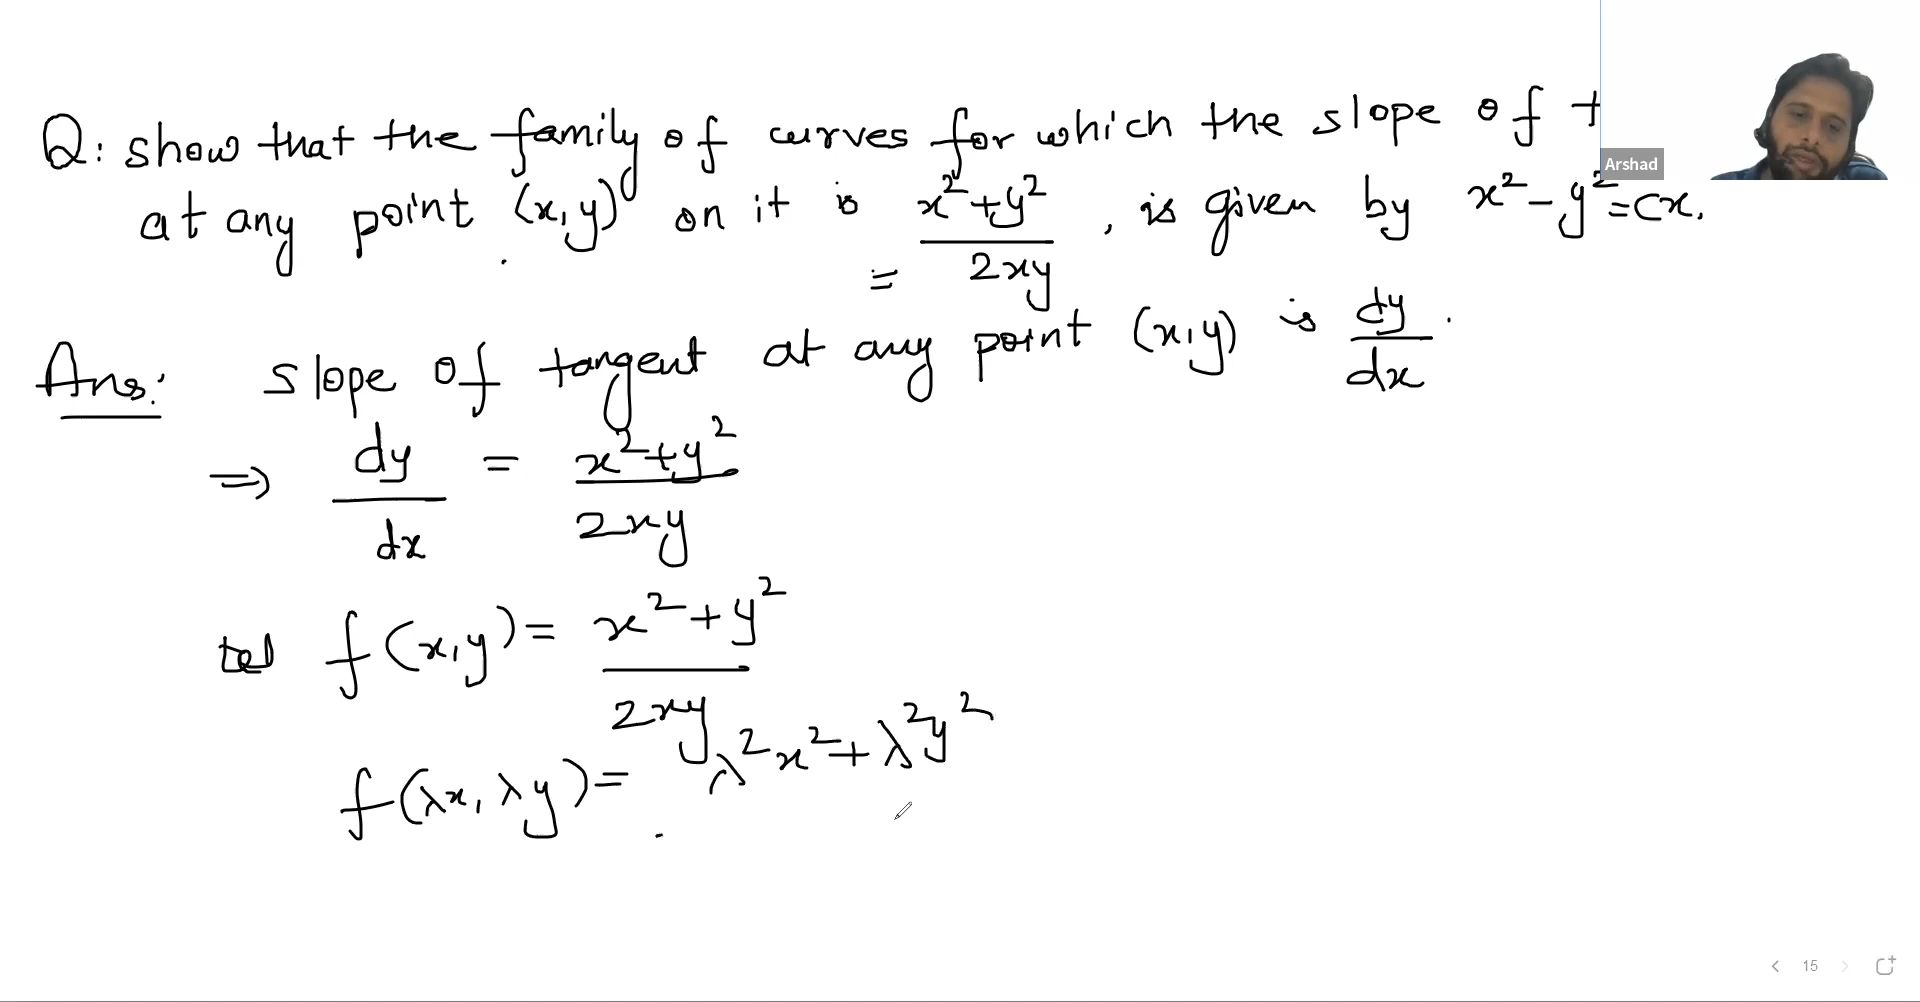 Q: show that the family of curves for which the slope of t
at any point (x,y) on it is x²+y²/2xy, is given by x²-y²=cx.
=
Ans: slope of tangent at any point (x,y) is dy/dx.
⇒ dy/dx = x²+y²/2xy
f(x,y) = x²+y²/2xy
f(λx, λy) = λ²x²+λ²y²
Arshad
15